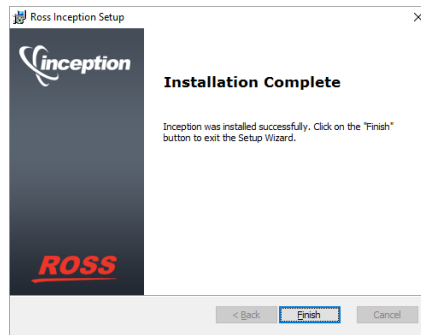 Ross Inception Setup
inception
Installation Complete
Inception was installed successfully. Click on the "Finish"
button to exit the Setup Wizard.
ROSS
< Back Finish Cancel